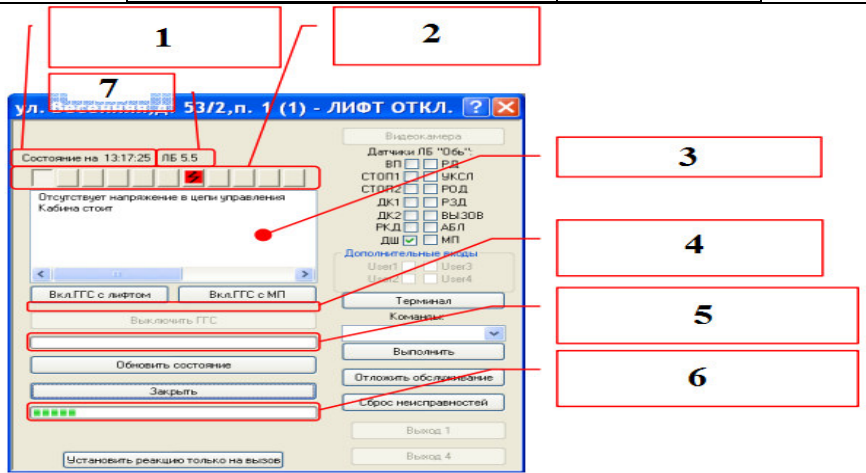 1
2
7
ул. д. 53/2,п. 1 (1) - ЛИФТ ОТКЛ.
Видеокамера
Состояние на 13:17:25 ЛБ 5.5
Датчики ЛБ "Обь":
ВП РД
СТОП1 УКСЛ
СТОП2 РОД
ДК1 РЗД
ДК2 ВЫЗОВ
РКД АБЛ
ДШ МП
Отсутствует напряжение в цепи управления
Кабина стоит
3
Дополнительные входы
User1 User3
User2 User4
4
Вкл.ГГС с лифтом Вкл.ГГС с МП
Терминал
Выключить ГГС
Команды:
5
Обновить состояние
Выполнить
Закрыть
Отложить обслуживание
6
Сброс неисправностей
Выход 1
Установить реакцию только на вызов
Выход 4